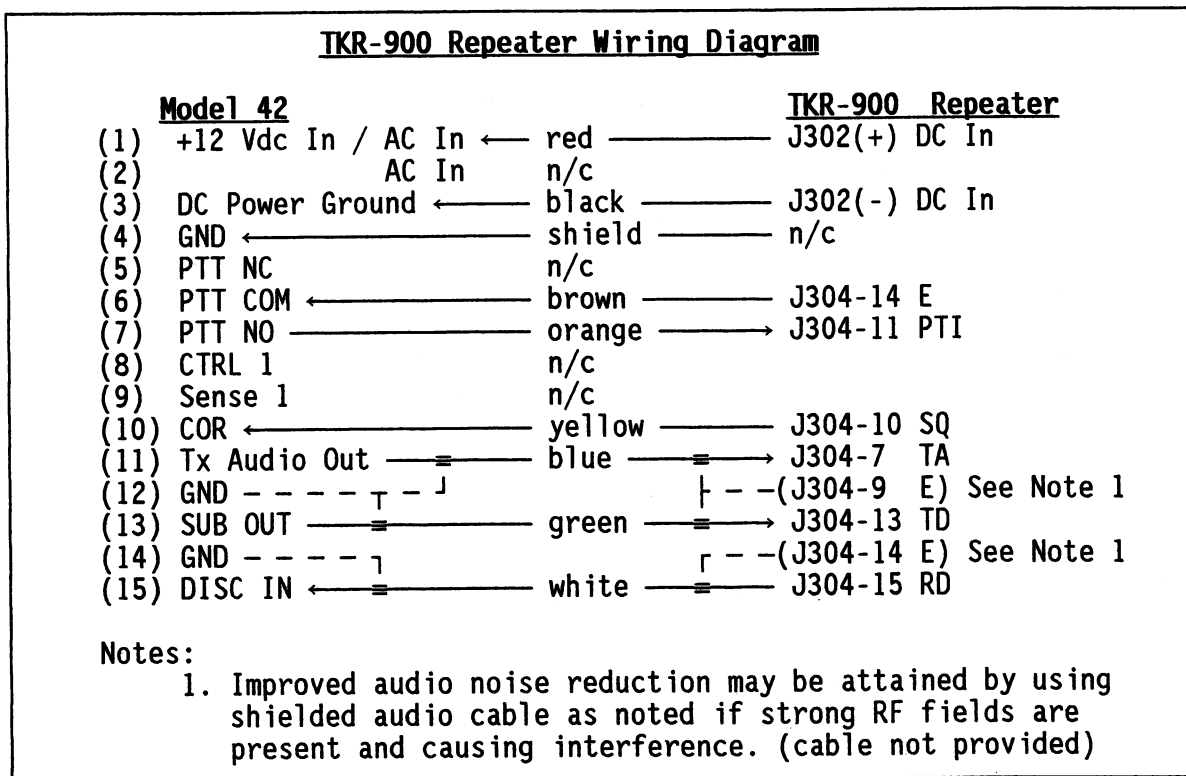 TKR-900 Repeater Wiring Diagram
Model 42 TKR-900 Repeater
(1) +12 Vdc In / AC In ← red J302(+) DC In
(2) AC In n/c
(3) DC Power Ground ← black J302(-) DC In
(4) GND ← shield n/c
(5) PTT NC n/c
(6) PTT COM ← brown J304-14 E
(7) PTT NO orange → J304-11 PTI
(8) CTRL 1 n/c
(9) Sense 1 n/c
(10) COR ← yellow J304-10 SQ
(11) Tx Audio Out blue → J304-7 TA
(12) GND (J304-9 E) See Note 1
(13) SUB OUT green → J304-13 TD
(14) GND (J304-14 E) See Note 1
(15) DISC IN ← white J304-15 RD
Notes:
1. Improved audio noise reduction may be attained by using
shielded audio cable as noted if strong RF fields are
present and causing interference. (cable not provided)